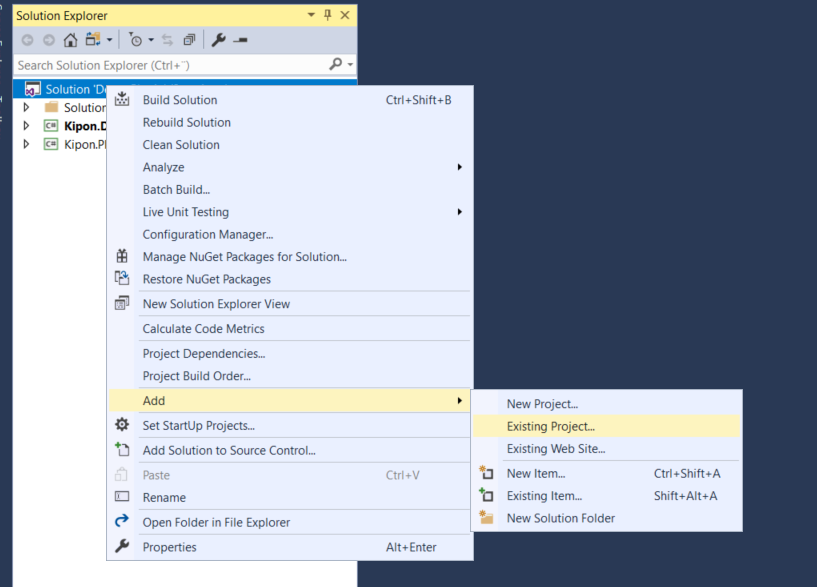 Solution Explorer
Search Solution Explorer (Ctrl+¨)
Solution
Solution
Kipon.
Kipon.
Build Solution Ctrl+Shift+B
Rebuild Solution
Clean Solution
Analyze
Batch Build...
Live Unit Testing
Configuration Manager...
Manage NuGet Packages for Solution...
Restore NuGet Packages
New Solution Explorer View
Calculate Code Metrics
Project Dependencies...
Project Build Order...
Add
Set StartUp Projects...
Add Solution to Source Control...
Paste Ctrl+V
Rename
Open Folder in File Explorer
Properties Alt+Enter
New Project...
Existing Project...
Existing Web Site...
New Item... Ctrl+Shift+A
Existing Item... Shift+Alt+A
New Solution Folder